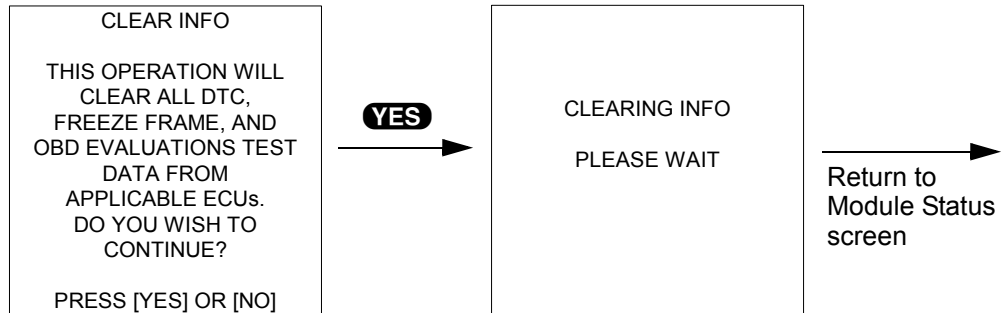 CLEAR INFO
THIS OPERATION WILL
CLEAR ALL DTC,
FREEZE FRAME, AND
OBD EVALUATIONS TEST
DATA FROM
APPLICABLE ECUs.
DO YOU WISH TO
CONTINUE?
PRESS [YES] OR [NO]
YES
CLEARING INFO
PLEASE WAIT
Return to
Module Status
screen